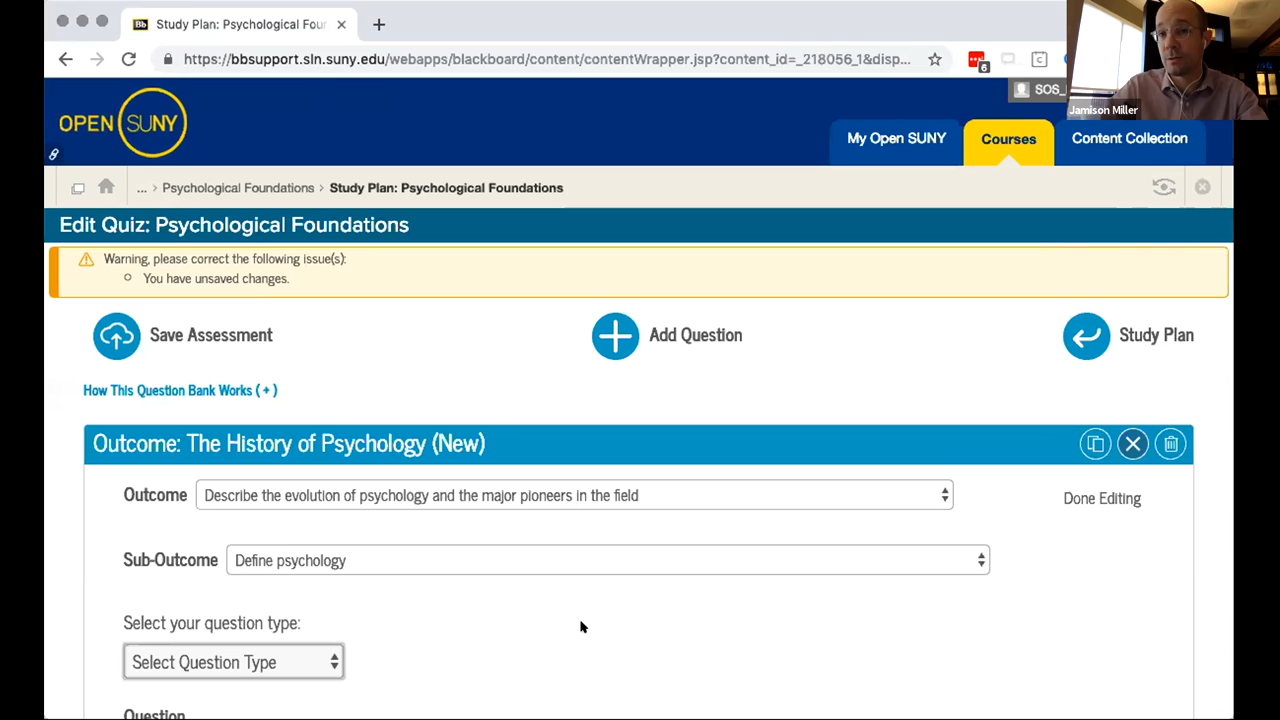 Bb Study Plan: Psychological Four
https://bbsupport.sln.suny.edu/webapps/blackboard/content/contentWrapper.jsp?content_id=_218056_1&disp...
6
C
SOS_
Jamison Miller
OPEN SUNY
My Open SUNY
Courses
Content Collection
... › Psychological Foundations › Study Plan: Psychological Foundations
Edit Quiz: Psychological Foundations
Warning, please correct the following issue(s):
You have unsaved changes.
Save Assessment
Add Question
Study Plan
How This Question Bank Works ( + )
Outcome: The History of Psychology (New)
Outcome Describe the evolution of psychology and the major pioneers in the field
Done Editing
Sub-Outcome Define psychology
Select your question type:
Select Question Type
Question